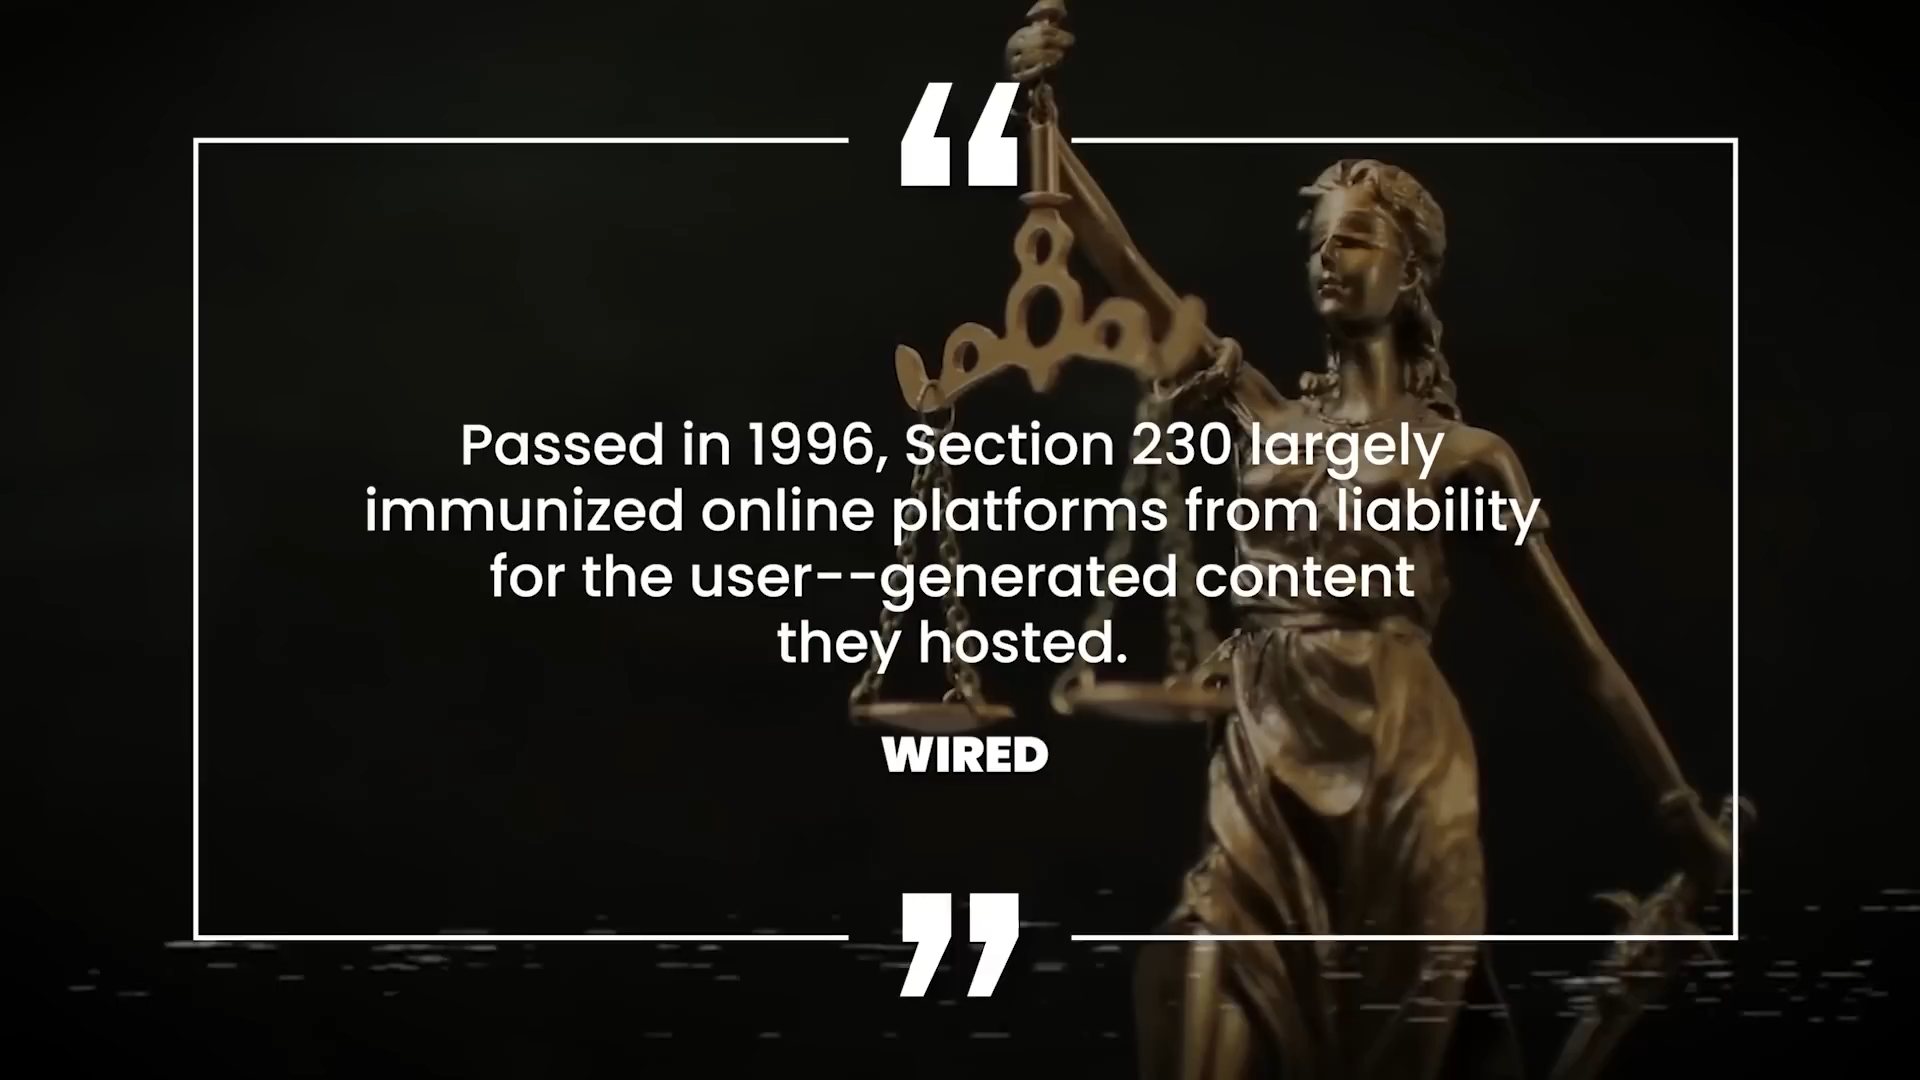 “
Passed in 1996, Section 230 largely
immunized online platforms from liability
for the user--generated content
they hosted.
WIRED
”